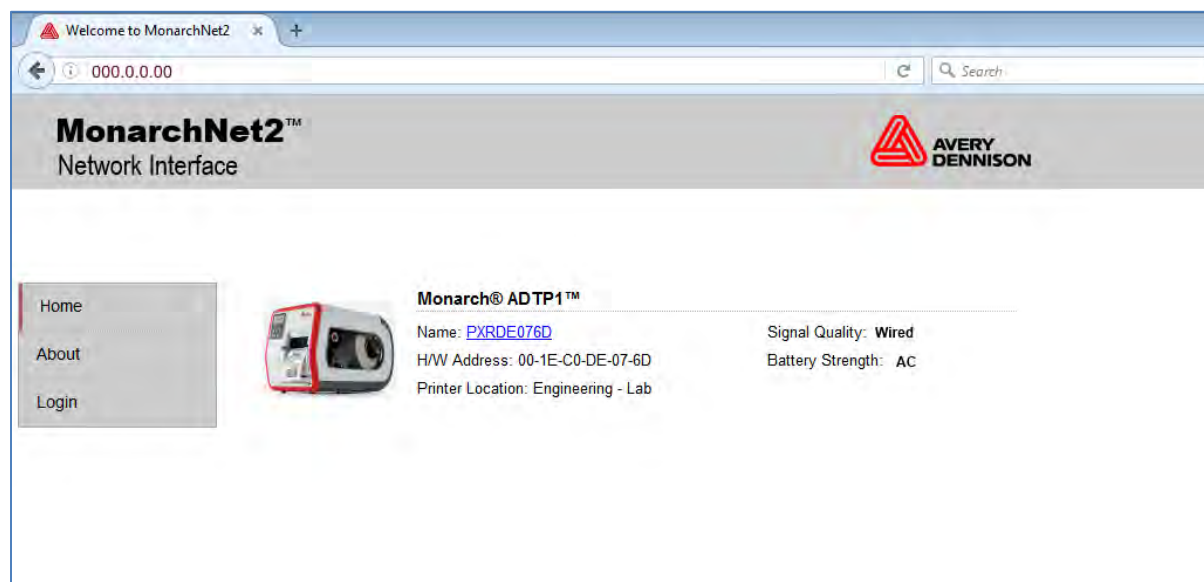 Welcome to MonarchNet2
000.0.0.00
Search
MonarchNet2™
Network Interface
AVERY
DENNISON
Home
About
Login
Monarch® ADTP1™
Name: PXRDE076D
Signal Quality: Wired
H/W Address: 00-1E-C0-DE-07-6D
Battery Strength: AC
Printer Location: Engineering - Lab